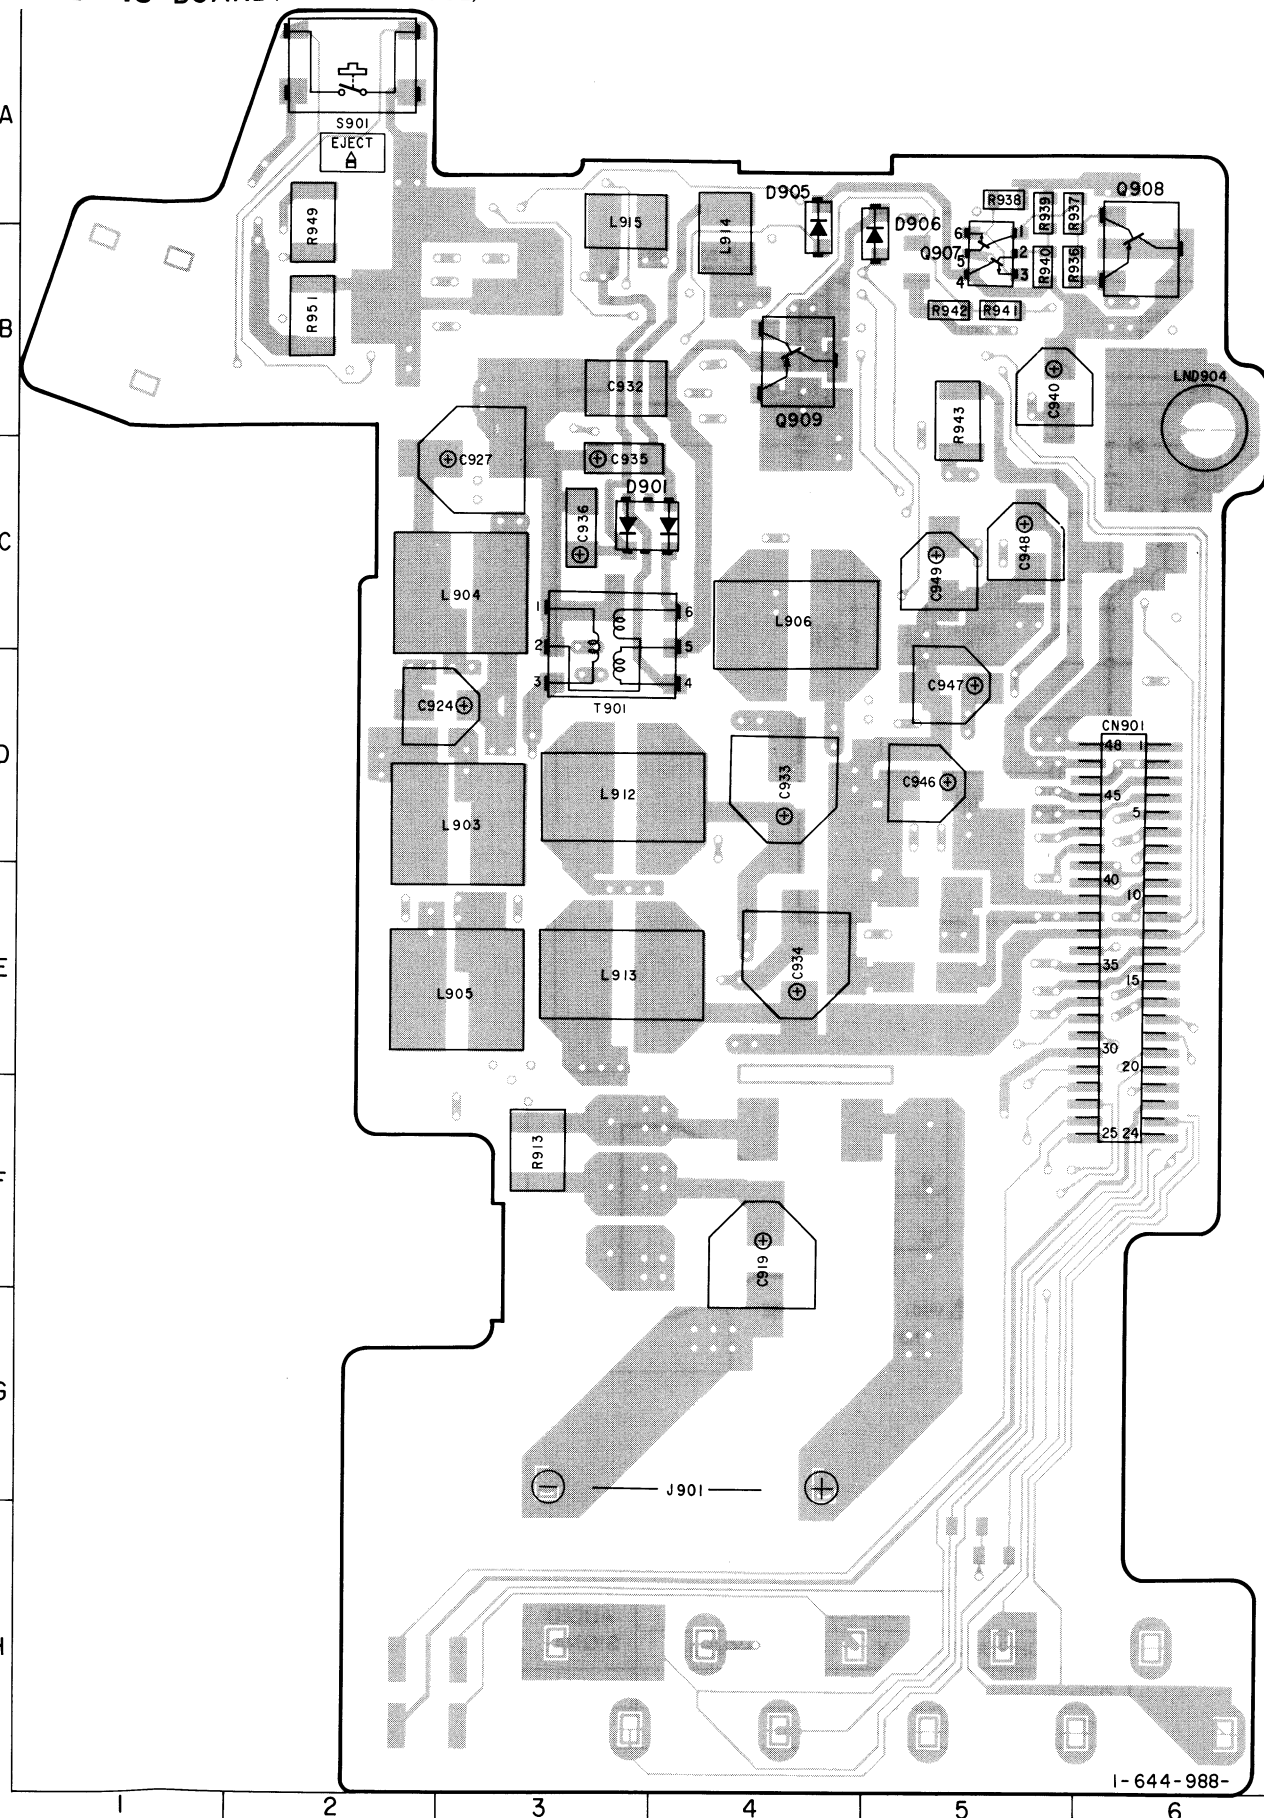 A
S901
EJECT
R949
L915
L914
D905
D906
R938
R939
R937
Q908
6
1
Q907
5
2
4
3
R940
R936
R951
B
R942
R941
C932
Q909
R943
C940
LND904
C927
C935
D901
C936
C
C949
C948
L904
1
6
L906
2
5
3
4
T901
C924
C947
CN901
D
48 1
L903
L912
C933
C946
45
5
40
10
E
L905
L913
C934
35
15
30
20
25 24
R913
F
C919
G
J901
H
1-644-988-
1 2 3 4 5 6